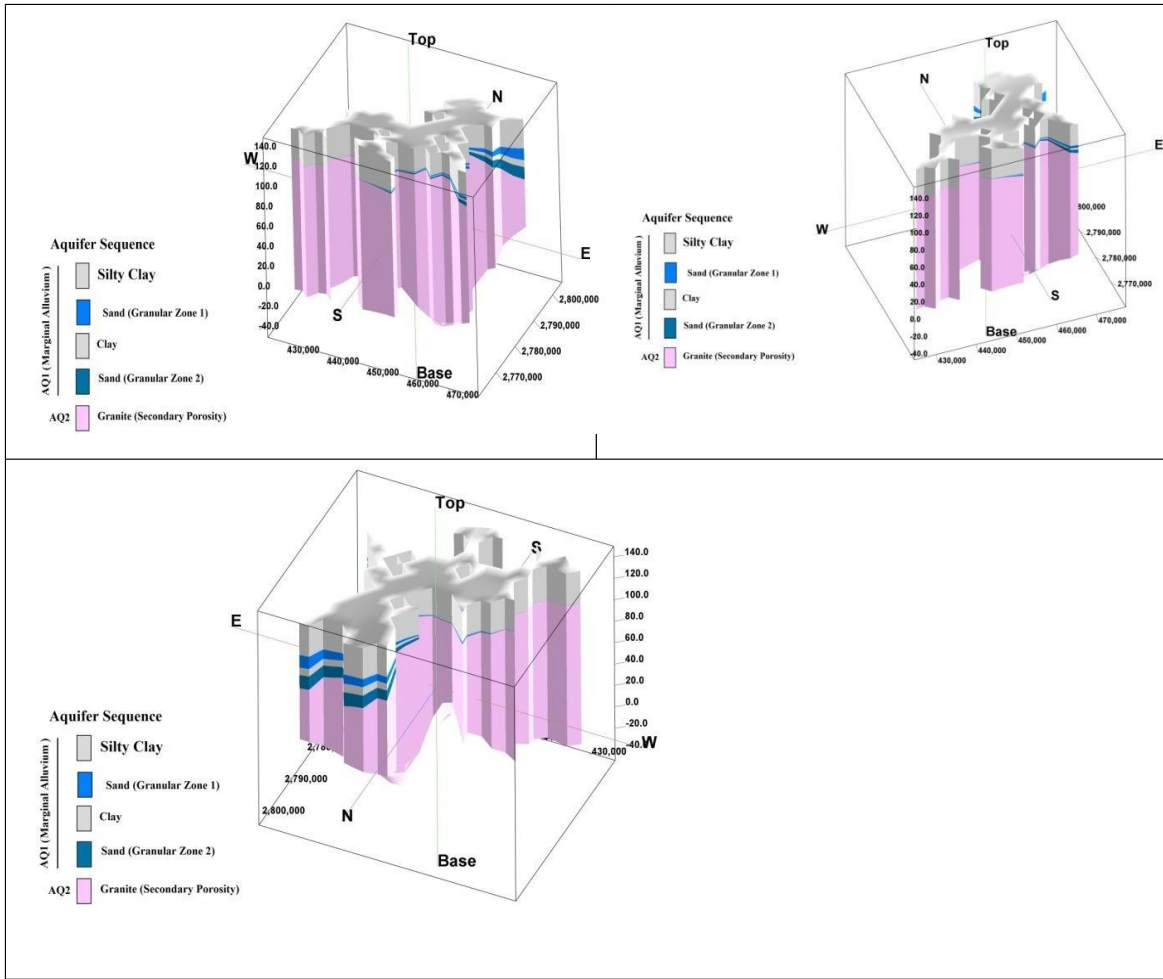 Top
N
W
140.0
120.0
100.0
80.0
60.0
40.0
20.0
0.0
-20.0
-40.0
E
S
Base
430,000
440,000
450,000
460,000
470,000
2,800,000
2,790,000
2,780,000
2,770,000
Aquifer Sequence
AQ1 ( Marginal Alluvium )
Silty Clay
Sand (Granular Zone 1)
Clay
Sand (Granular Zone 2)
AQ2
Granite (Secondary Porosity)
Top
N
E
W
140.0
120.0
100.0
80.0
60.0
40.0
20.0
0.0
-20.0
-40.0
S
Base
430,000
440,000
450,000
460,000
470,000
800,000
2,790,000
2,780,000
2,770,000
Aquifer Sequence
AQ1 ( Marginal Alluvium )
Silty Clay
Sand (Granular Zone 1)
Clay
Sand (Granular Zone 2)
AQ2
Granite (Secondary Porosity)
Top
S
E
140.0
120.0
100.0
80.0
60.0
40.0
20.0
0.0
-20.0
-40.0
W
430,000
2,790,000
2,800,000
N
Base
Aquifer Sequence
AQ1 ( Marginal Alluvium )
Silty Clay
Sand (Granular Zone 1)
Clay
Sand (Granular Zone 2)
AQ2
Granite (Secondary Porosity)